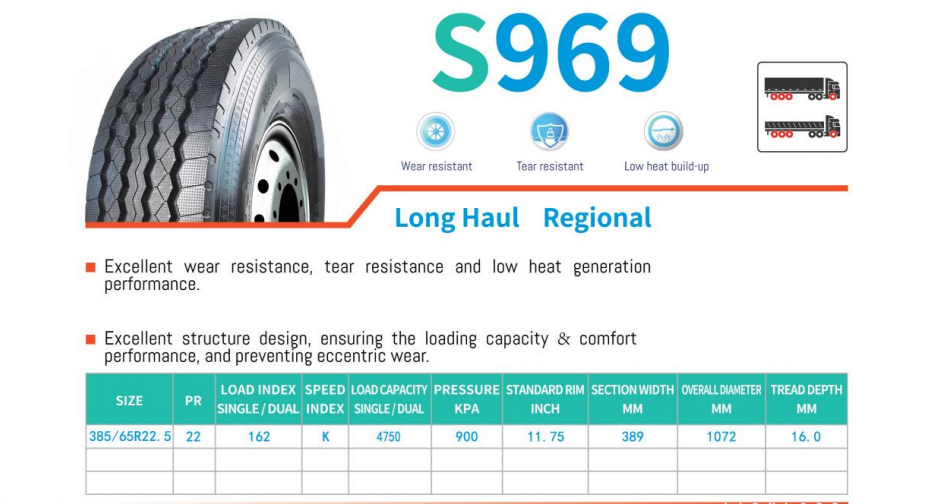 S969
Wear resistant
Tear resistant
Low heat build-up
Long Haul Regional
Excellent wear resistance, tear resistance and low heat generation
performance.
Excellent structure design, ensuring the loading capacity & comfort
performance, and preventing eccentric wear.
SIZE PR LOAD INDEX SINGLE / DUAL SPEED INDEX LOAD CAPACITY SINGLE / DUAL PRESSURE KPA STANDARD RIM INCH SECTION WIDTH MM OVERALL DIAMETER MM TREAD DEPTH MM
385/65R22.5 22 162 K 4750 900 11.75 389 1072 16.0